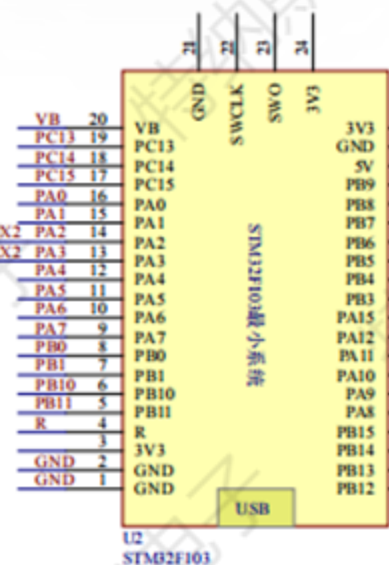 21 22 23 24
GND SWCLK SWO 3V3
VB 20 VB 3V3
PC13 19 PC13 GND
PC14 18 PC14 5V
PC15 17 PC15 PB9
PA0 16 PA0 PB8
PA1 15 PA1 PB7
X2 PA2 14 PA2 PB6
X2 PA3 13 PA3 PB5
PA4 12 PA4 PB4
PA5 11 PA5 PB3
PA6 10 PA6 PA15
PA7 9 PA7 PA12
PB0 8 PB0 PA11
PB1 7 PB1 PA10
PB10 6 PB10 PA9
PB11 5 PB11 PA8
R 4 R PB15
3 3V3 PB14
GND 2 GND PB13
GND 1 GND PB12
STM32F103最小系统
USB
U2
STM32F103
特纳斯
电子